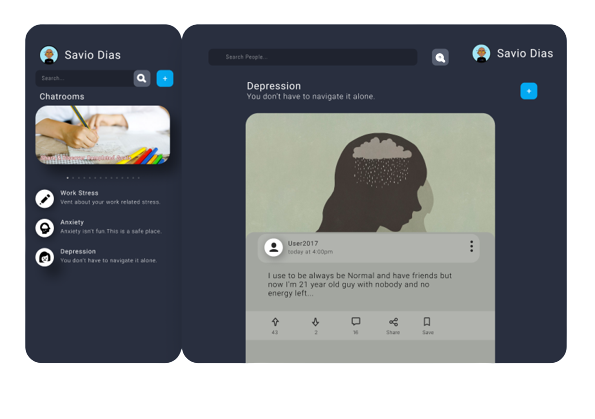 Savio Dias
Search...
+
Chatrooms
Work Stress
Vent about your work related stress.
Anxiety
Anxiety isn't fun.This is a safe place.
Depression
You don't have to navigate it alone.
Search People...
Savio Dias
Depression
You don't have to navigate it alone.
+
User2017
today at 4:00pm
I use to be always be Normal and have friends but
now I'm 21 year old guy with nobody and no
energy left...
43
2
Share
Save